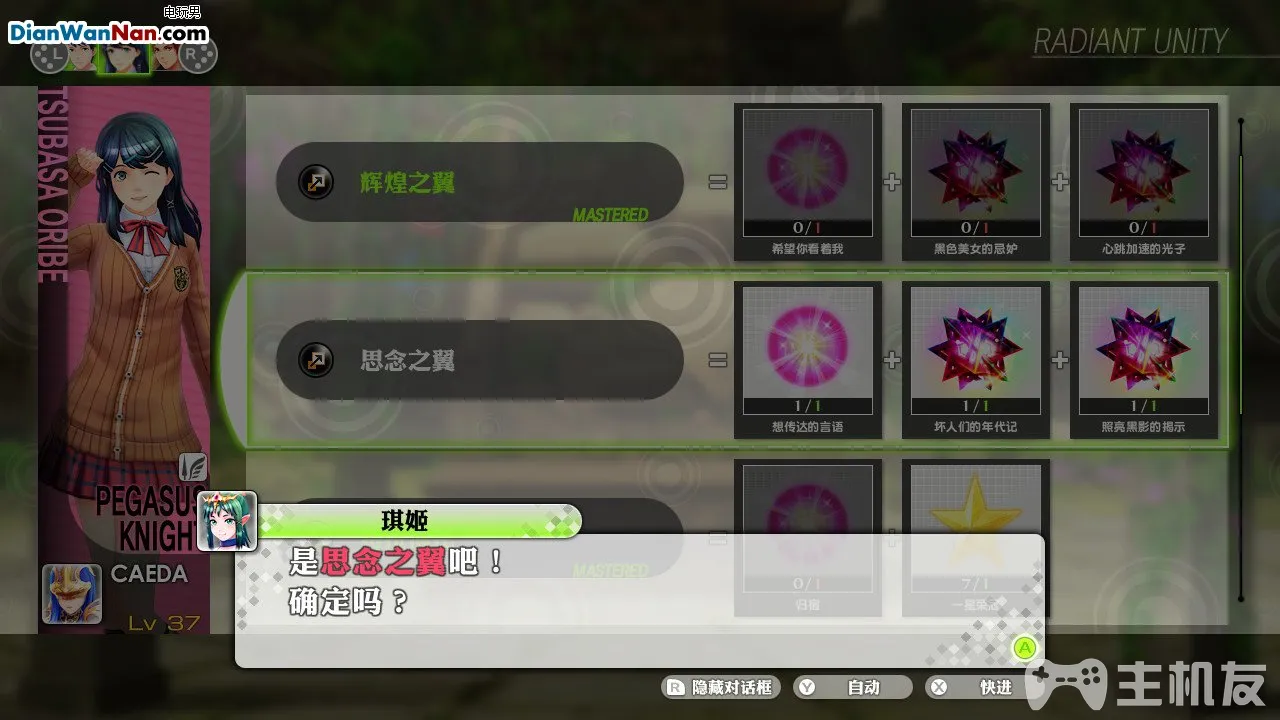 电玩男
DianWanNan.com
L
R
RADIANT UNITY
TSUBASA ORIBE
辉煌之翼
MASTERED
=
0/1
希望你看着我
+
0/1
黑色美女的忌妒
+
0/1
心跳加速的光子
思念之翼
=
1/1
想传达的言语
+
1/1
坏人们的年代记
+
1/1
照亮黑影的揭示
MASTERED
0/1
归援
7/1
PEGASUS
KNIGHT
CAEDA
Lv 37
琪姬
是思念之翼吧！
确定吗？
A
R 隐藏对话框
Y 自动
X 快进
主机友